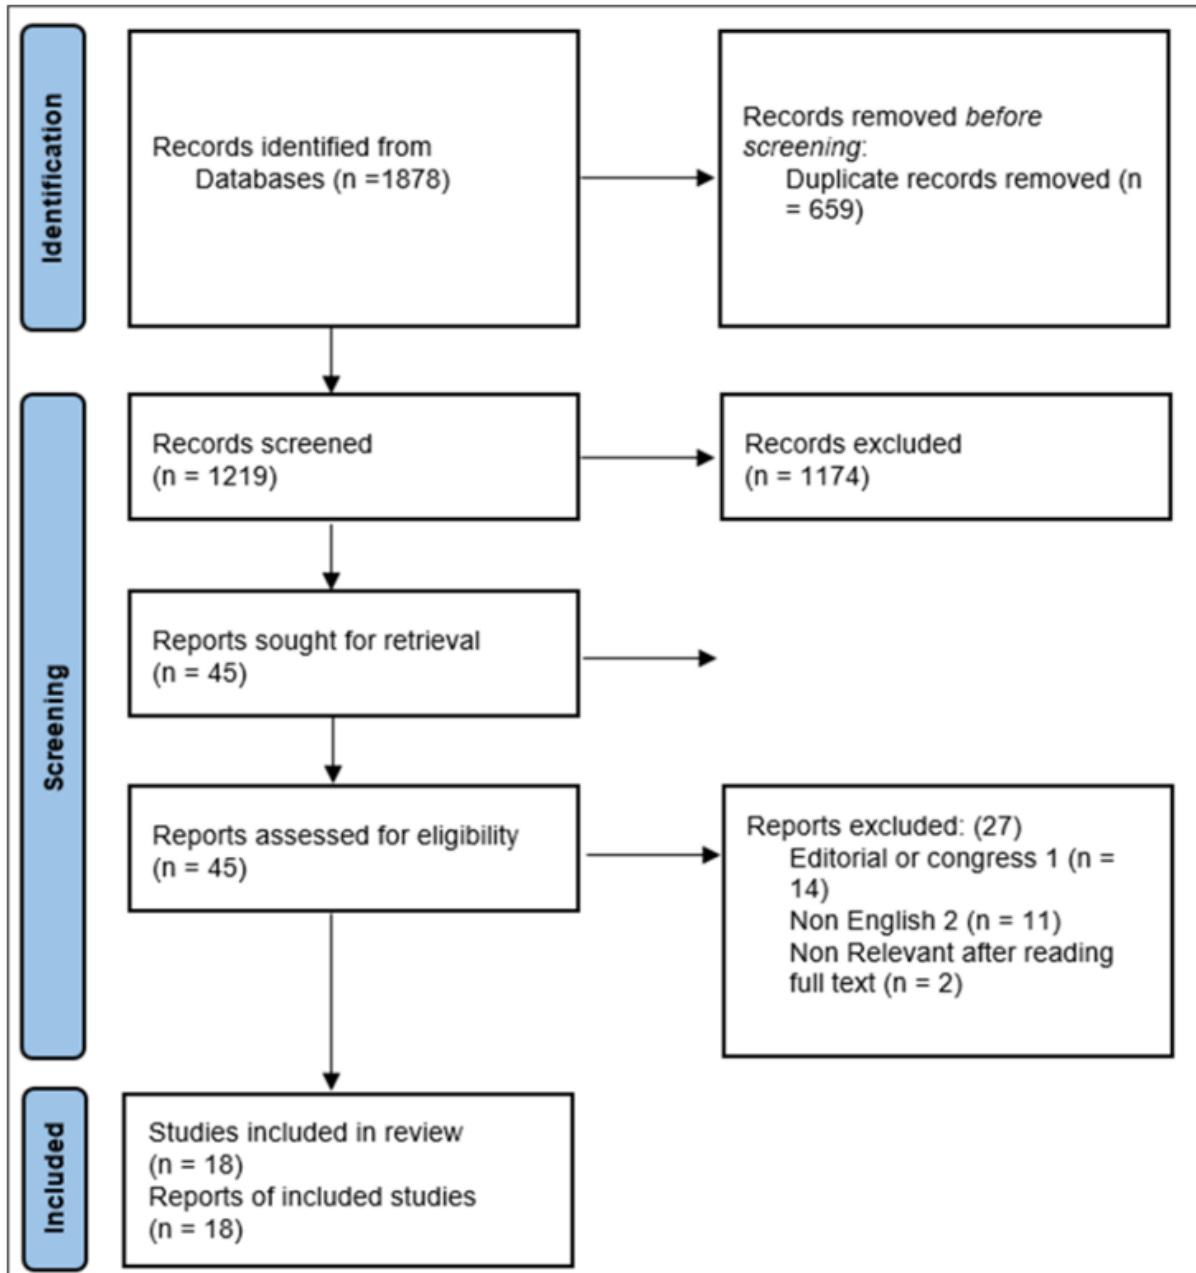 Identification
Records identified from
Databases (n =1878)
Records removed before
screening:
Duplicate records removed (n
= 659)
Screening
Records screened
(n = 1219)
Records excluded
(n = 1174)
Reports sought for retrieval
(n = 45)
Reports assessed for eligibility
(n = 45)
Reports excluded: (27)
Editorial or congress 1 (n =
14)
Non English 2 (n = 11)
Non Relevant after reading
full text (n = 2)
Included
Studies included in review
(n = 18)
Reports of included studies
(n = 18)